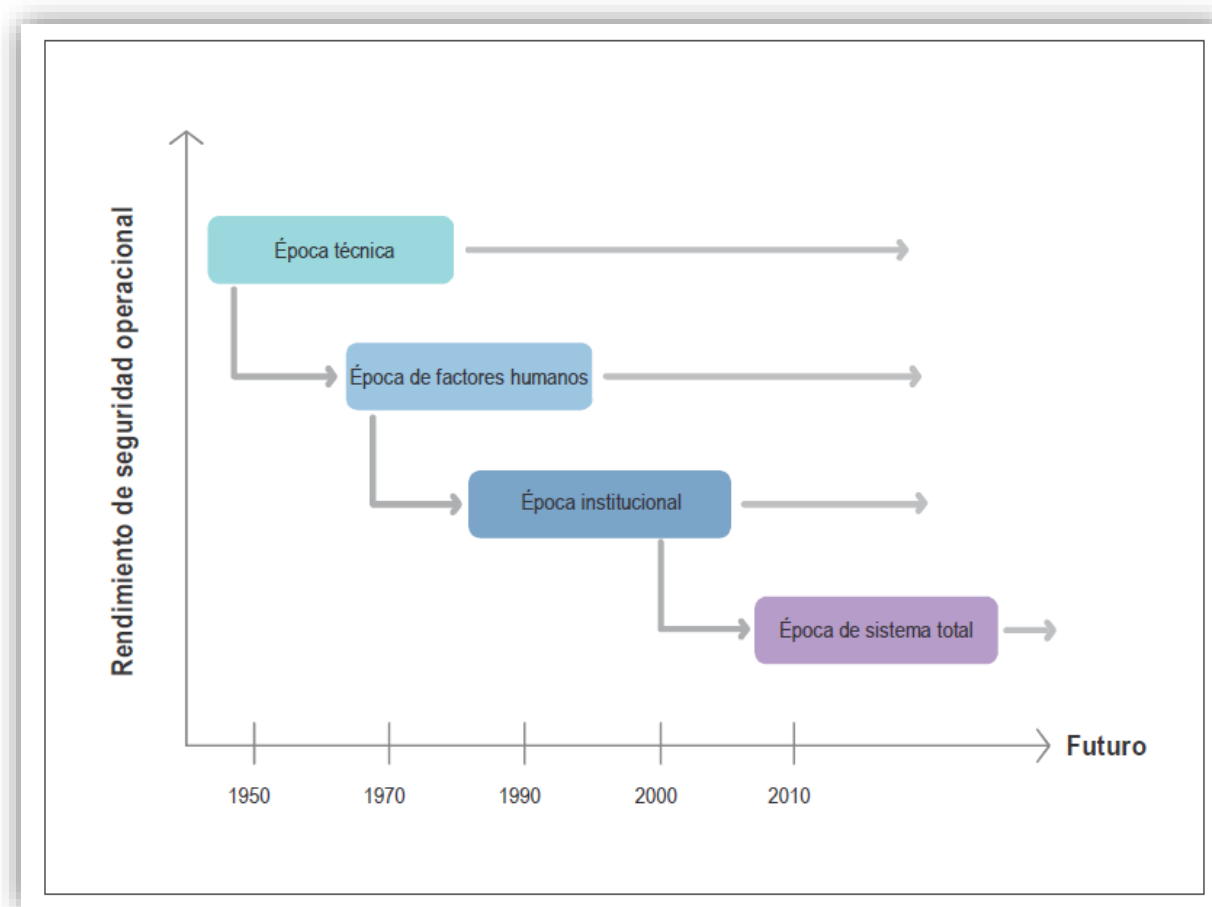 Rendimiento de seguridad operacional
Época técnica
Época de factores humanos
Época institucional
Época de sistema total
Futuro
1950 1970 1990 2000 2010